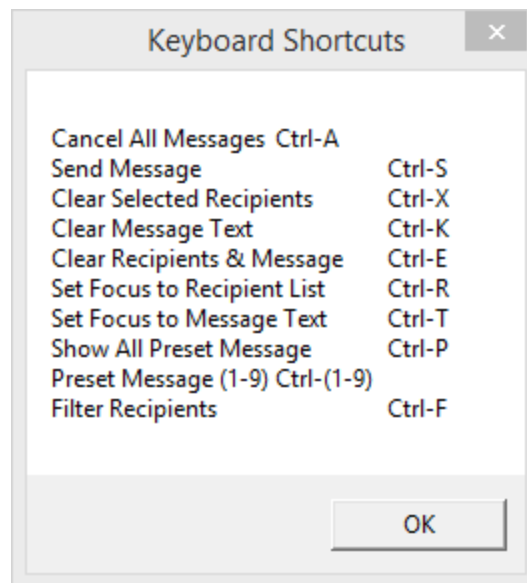 Keyboard Shortcuts
Cancel All Messages Ctrl-A
Send Message Ctrl-S
Clear Selected Recipients Ctrl-X
Clear Message Text Ctrl-K
Clear Recipients & Message Ctrl-E
Set Focus to Recipient List Ctrl-R
Set Focus to Message Text Ctrl-T
Show All Preset Message Ctrl-P
Preset Message (1-9) Ctrl-(1-9)
Filter Recipients Ctrl-F
OK